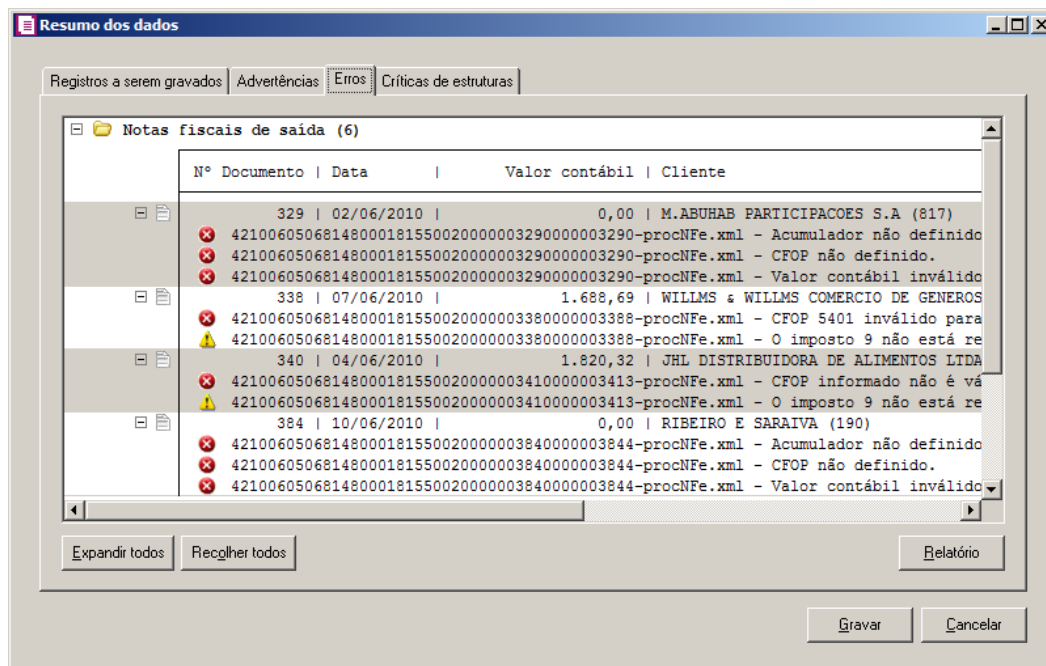 Resumo dos dados
Registros a serem gravados Advertências Erros Críticas de estruturas
Notas fiscais de saída (6)
Nº Documento | Data | Valor contábil | Cliente
329 | 02/06/2010 | 0,00 | M.ABUHAB PARTICIPACOES S.A (817)
42100605068148000181550020000003290000003290-procNFe.xml - Acumulador não definido
42100605068148000181550020000003290000003290-procNFe.xml - CFOP não definido.
42100605068148000181550020000003290000003290-procNFe.xml - Valor contábil inválido
338 | 07/06/2010 | 1.688,69 | WILLMS & WILLMS COMERCIO DE GENEROS
42100605068148000181550020000003380000003388-procNFe.xml - CFOP 5401 inválido para
42100605068148000181550020000003380000003388-procNFe.xml - O imposto 9 não está re
340 | 04/06/2010 | 1.820,32 | JHL DISTRIBUIDORA DE ALIMENTOS LTDA
42100605068148000181550020000003410000003413-procNFe.xml - CFOP informado não é vá
42100605068148000181550020000003410000003413-procNFe.xml - O imposto 9 não está re
384 | 10/06/2010 | 0,00 | RIBEIRO E SARAIVA (190)
42100605068148000181550020000003840000003844-procNFe.xml - Acumulador não definido
42100605068148000181550020000003840000003844-procNFe.xml - CFOP não definido.
42100605068148000181550020000003840000003844-procNFe.xml - Valor contábil inválido
Expandir todos Recolher todos Relatório
Gravar Cancelar